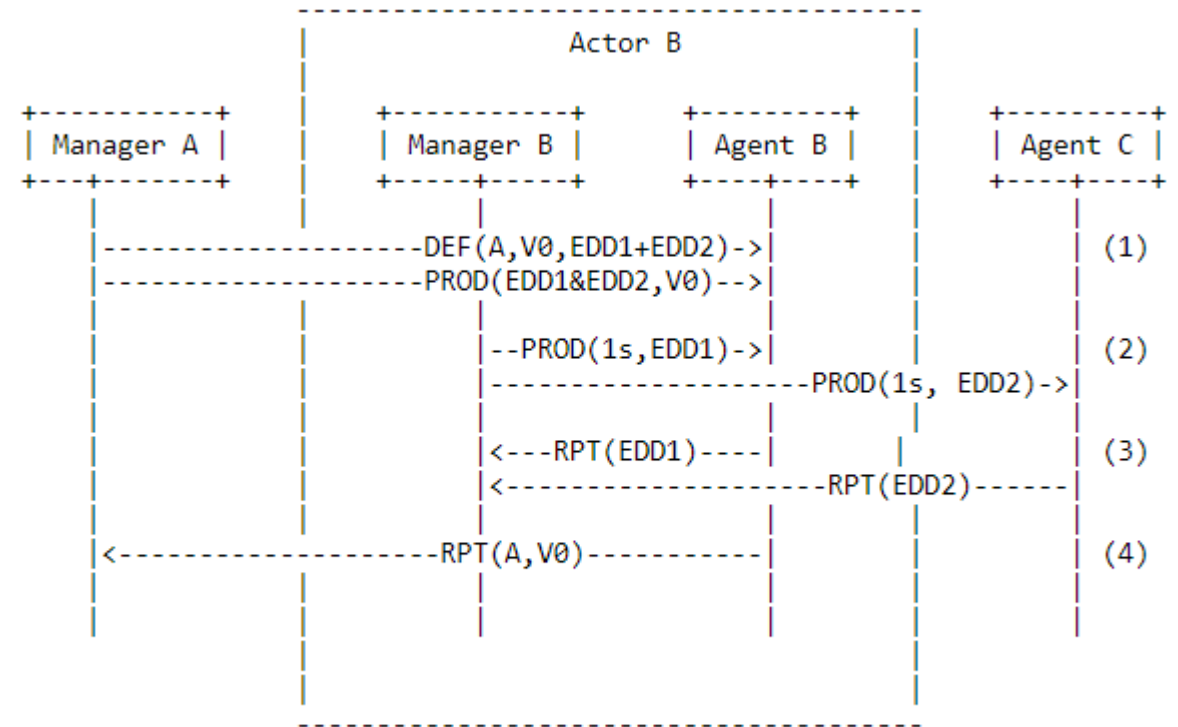 Actor B
Manager A Manager B Agent B Agent C
DEF(A,V0,EDD1+EDD2) (1)
PROD(EDD1&EDD2,V0)
PROD(1s,EDD1) (2)
PROD(1s, EDD2)
RPT(EDD1) (3)
RPT(EDD2)
RPT(A,V0) (4)